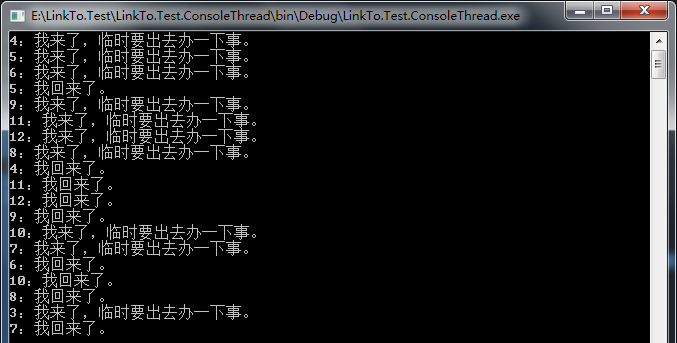 E:\LinkTo.Test\LinkTo.Test.ConsoleThread\bin\Debug\LinkTo.Test.ConsoleThread.exe
4：我来了，临时要出去办一下事。
5：我来了，临时要出去办一下事。
6：我来了，临时要出去办一下事。
5：我回来了。
9：我来了，临时要出去办一下事。
11：我来了，临时要出去办一下事。
12：我来了，临时要出去办一下事。
8：我来了，临时要出去办一下事。
4：我回来了。
11：我回来了。
12：我回来了。
9：我回来了。
10：我来了，临时要出去办一下事。
7：我来了，临时要出去办一下事。
6：我回来了。
10：我回来了。
8：我回来了。
3：我来了，临时要出去办一下事。
7：我回来了。